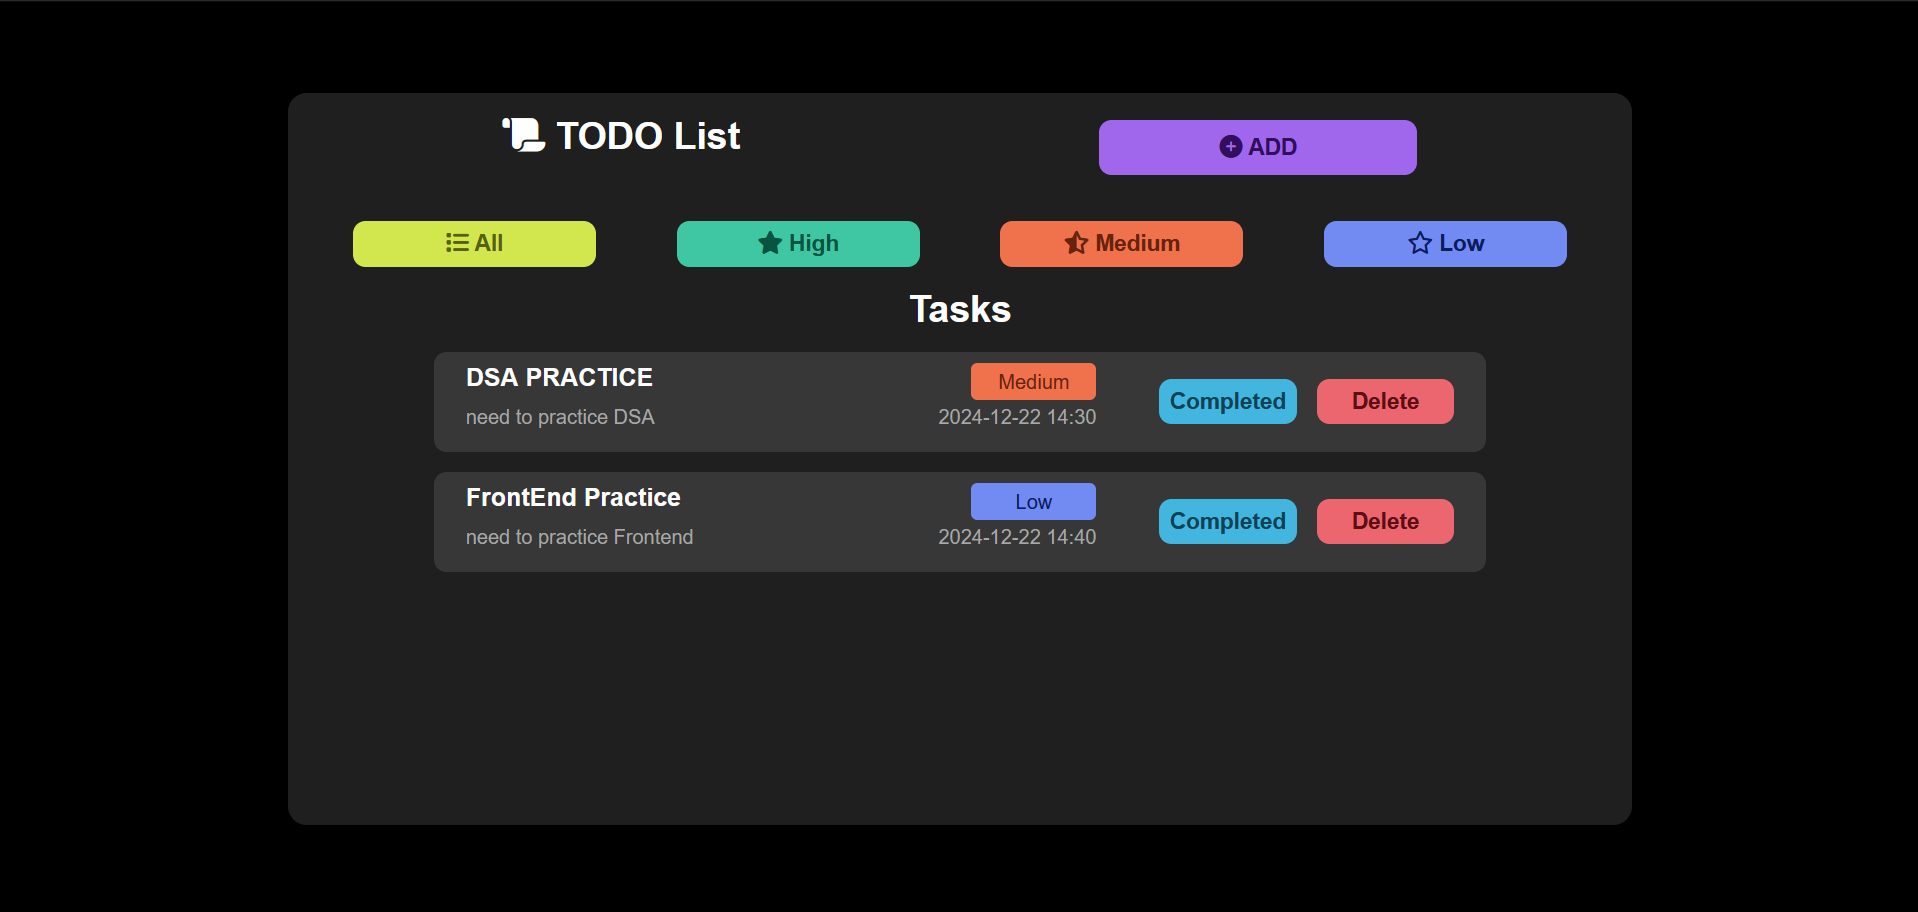 TODO List
ADD
All
High
Medium
Low
Tasks
DSA PRACTICE
need to practice DSA
Medium
2024-12-22 14:30
Completed
Delete
FrontEnd Practice
need to practice Frontend
Low
2024-12-22 14:40
Completed
Delete